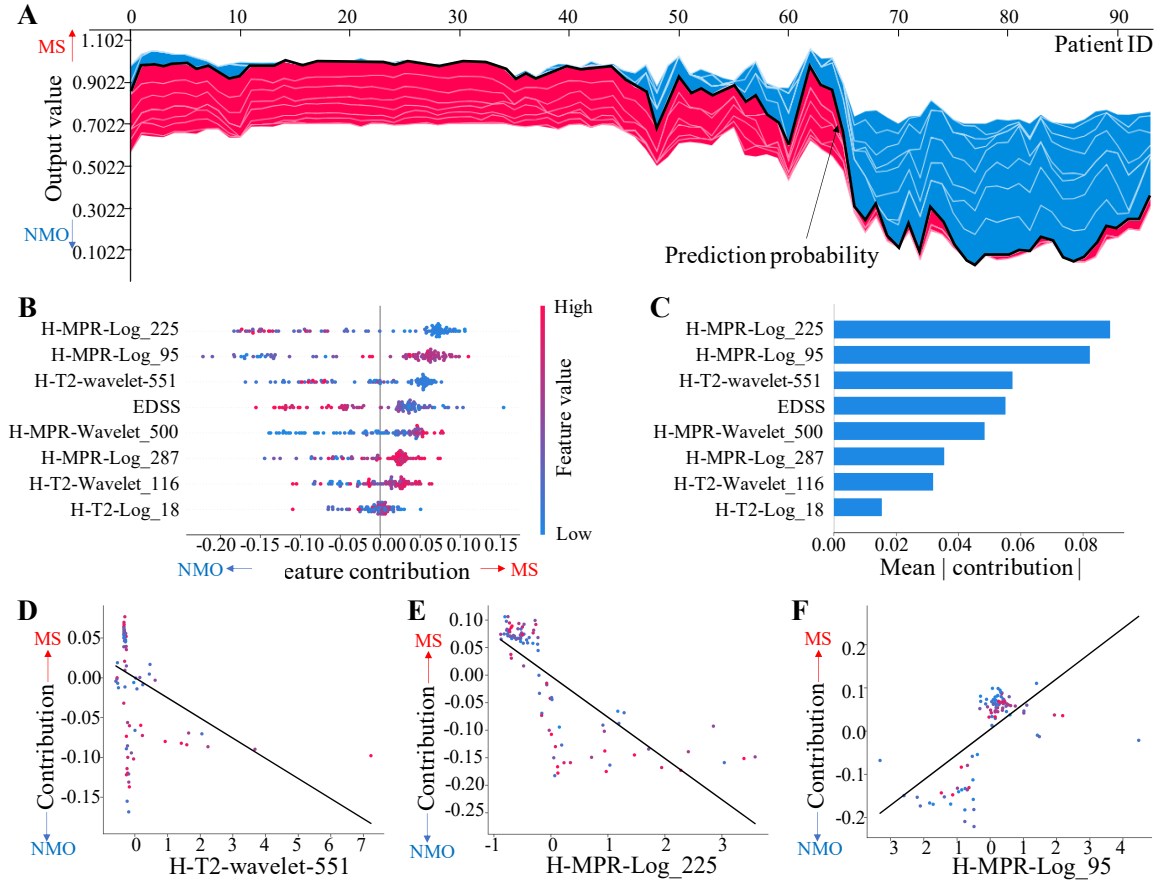 A
0 10 20 30 40 50 60 70 80 90
Patient ID
MS
Output value
NMO
1.102
0.9022
0.7022
0.5022
0.3022
0.1022
Prediction probability
B
H-MPR-Log_225
H-MPR-Log_95
H-T2-wavelet-551
EDSS
H-MPR-Wavelet_500
H-MPR-Log_287
H-T2-Wavelet_116
H-T2-Log_18
-0.20 -0.15 -0.10 -0.05 0.00 0.05 0.10 0.15
NMO eature contribution MS
High
Feature value
Low
C
H-MPR-Log_225
H-MPR-Log_95
H-T2-wavelet-551
EDSS
H-MPR-Wavelet_500
H-MPR-Log_287
H-T2-Wavelet_116
H-T2-Log_18
0.00 0.02 0.04 0.06 0.08
Mean | contribution |
D
MS
Contribution
NMO
0.05
0.00
-0.05
-0.10
-0.15
0 1 2 3 4 5 6 7
H-T2-wavelet-551
E
MS
Contribution
NMO
0.10
0.05
0.00
-0.05
-0.10
-0.15
-0.20
-0.25
-1 0 1 2 3
H-MPR-Log_225
F
MS
Contribution
NMO
0.2
0.1
0.0
-0.1
-0.2
3 2 1 0 1 2 3 4
H-MPR-Log_95